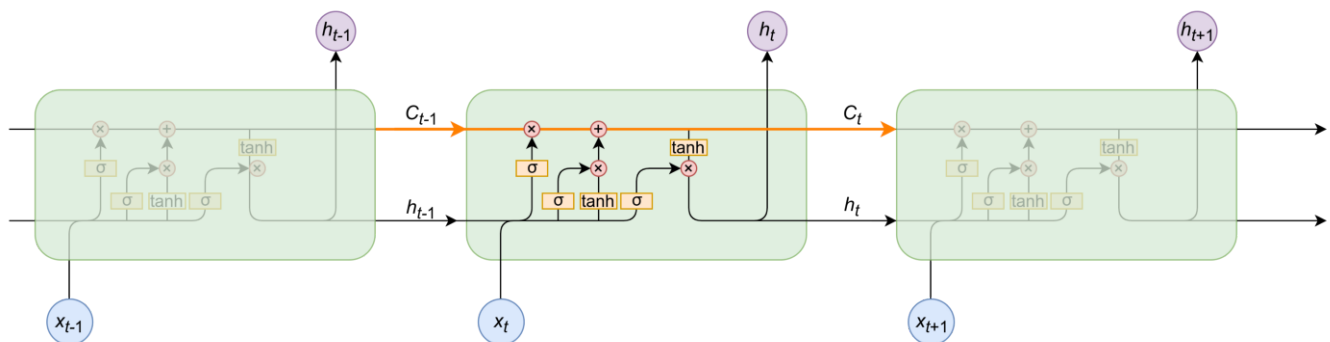 h_{t-1} h_t h_{t+1}
C_{t-1} C_t
× + × + × +
tanh tanh tanh
σ × × σ × × σ × ×
σ tanh σ σ tanh σ σ tanh σ
h_{t-1} h_t
x_{t-1} x_t x_{t+1}